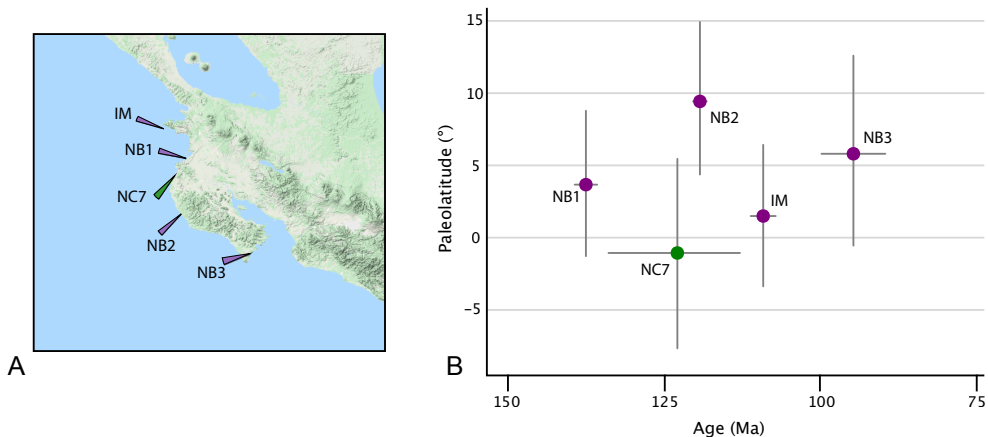 IM
NB1
NC7
NB2
NB3
A
15
10
5
0
−5
Paleolatitude (°)
NB1
NB2
NC7
IM
NB3
150
125
100
75
Age (Ma)
B